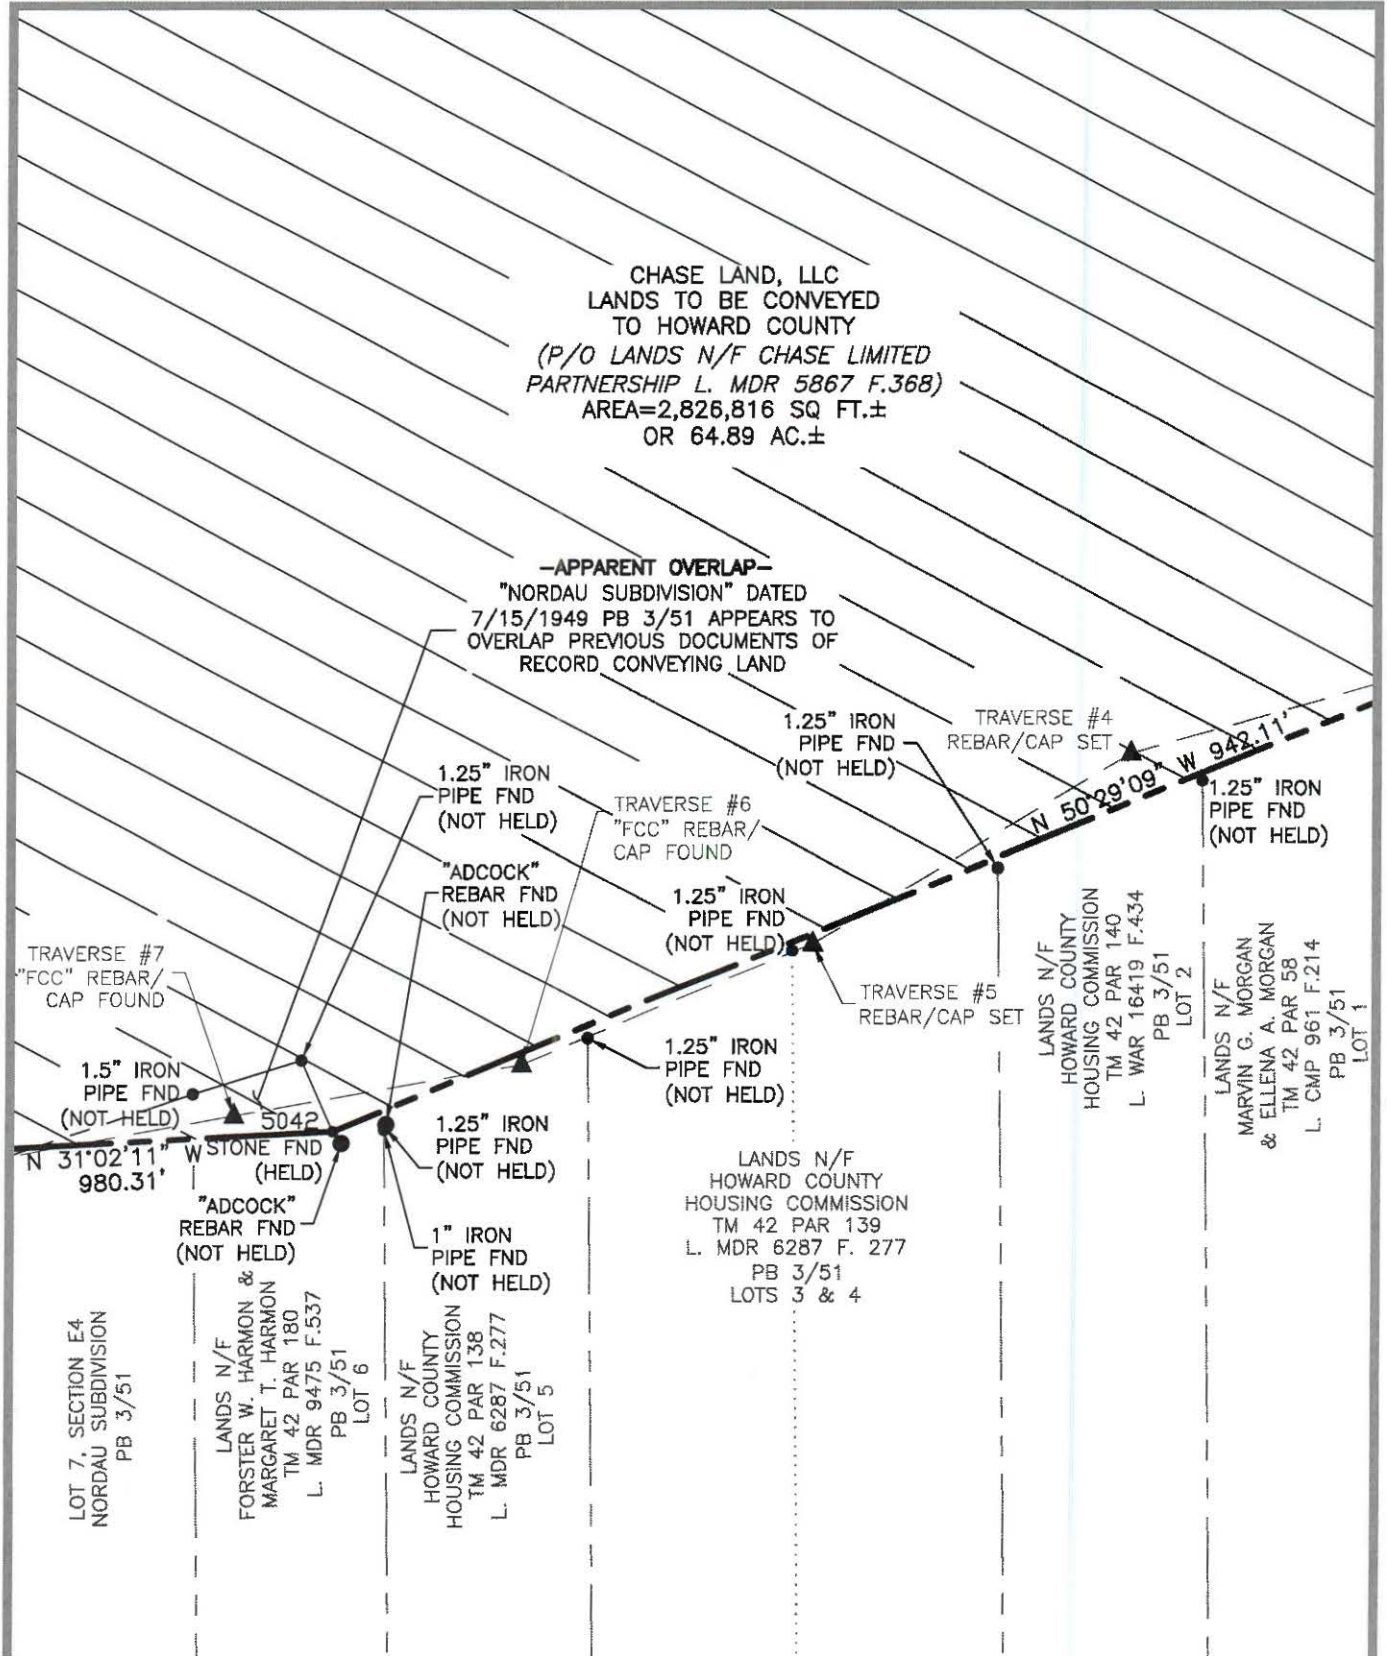 CHASE LAND, LLC
LANDS TO BE CONVEYED
TO HOWARD COUNTY
(P/O LANDS N/F CHASE LIMITED
PARTNERSHIP L. MDR 5867 F.368)
AREA=2,826,816 SQ FT.±
OR 64.89 AC.±
-APPARENT OVERLAP-
"NORDAU SUBDIVISION" DATED
7/15/1949 PB 3/51 APPEARS TO
OVERLAP PREVIOUS DOCUMENTS OF
RECORD CONVEYING LAND
1.25" IRON
PIPE FND
(NOT HELD)
TRAVERSE #4
REBAR/CAP SET
N 50°29'09" W 942.11'
1.25" IRON
PIPE FND
(NOT HELD)
1.25" IRON
PIPE FND
(NOT HELD)
TRAVERSE #6
"FCC" REBAR/
CAP FOUND
"ADCOCK"
REBAR FND
(NOT HELD)
1.25" IRON
PIPE FND
(NOT HELD)
TRAVERSE #7
"FCC" REBAR/
CAP FOUND
TRAVERSE #5
REBAR/CAP SET
1.5" IRON
PIPE FND
(NOT HELD)
1.25" IRON
PIPE FND
(NOT HELD)
5042
STONE FND
(HELD)
N 31°02'11" W
980.31'
1.25" IRON
PIPE FND
(NOT HELD)
"ADCOCK"
REBAR FND
(NOT HELD)
1" IRON
PIPE FND
(NOT HELD)
LOT 7, SECTION E4
NORDAU SUBDIVISION
PB 3/51
LANDS N/F
FORSTER W. HARMON &
MARGARET T. HARMON
TM 42 PAR 180
L. MDR 9475 F.537
PB 3/51
LOT 6
LANDS N/F
HOWARD COUNTY
HOUSING COMMISSION
TM 42 PAR 138
L. MDR 6287 F.277
PB 3/51
LOT 5
LANDS N/F
HOWARD COUNTY
HOUSING COMMISSION
TM 42 PAR 139
L. MDR 6287 F. 277
PB 3/51
LOTS 3 & 4
LANDS N/F
HOWARD COUNTY
HOUSING COMMISSION
TM 42 PAR 140
L. WAR 16419 F.434
PB 3/51
LOT 2
LANDS N/F
MARVIN G. MORGAN
& ELLENA A. MORGAN
TM 42 PAR 58
L. CMP 961 F.214
PB 3/51
LOT 1